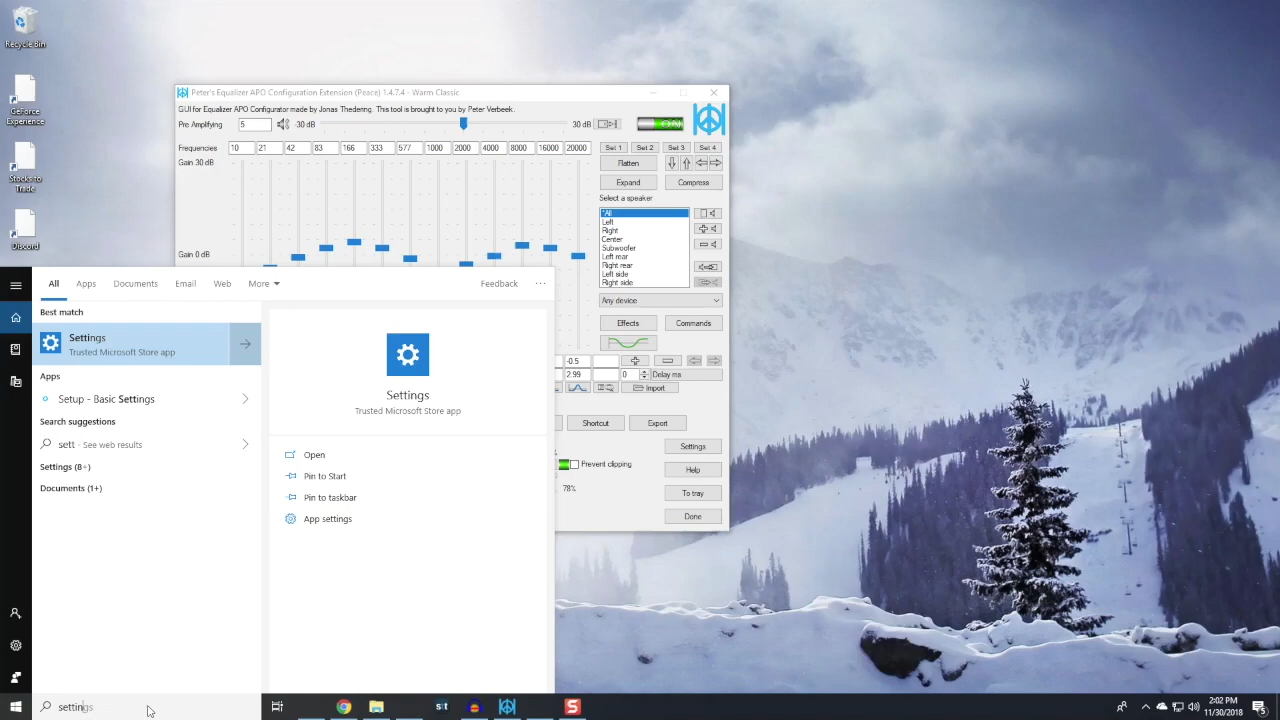 Recycle Bin
GeForce Experience
Stocks to Trade
Discord
Peter's Equalizer APO Configuration Extension (Peace) 1.4.7.4 - Warm Classic
GUI for Equalizer APO Configurator made by Jonas Thedering. This tool is brought to you by Peter Verbeek.
Pre Amplifying 5 -30 dB 30 dB ON
Frequencies 10 21 42 83 166 333 577 1000 2000 4000 8000 16000 20000 Set 1 Set 2 Set 3 Set 4
Gain 30 dB Flatten
Expand Compress
Select a speaker
*All
Left
Right
Center
Subwoofer
Left rear
Right rear
Left side
Right side
Gain 0 dB
Any device
Effects Commands
-0.5
2.99 0 Delay ms
Import
Shortcut Export
Settings
Prevent clipping
Help
78%
To tray
Done
All Apps Documents Email Web More Feedback ...
Best match
Settings
Trusted Microsoft Store app
Apps
Setup - Basic Settings
Search suggestions
sett - See web results
Settings (8+)
Documents (1+)
Settings
Trusted Microsoft Store app
Open
Pin to Start
Pin to taskbar
App settings
settings
s!t
S
2:02 PM
11/30/2018
5